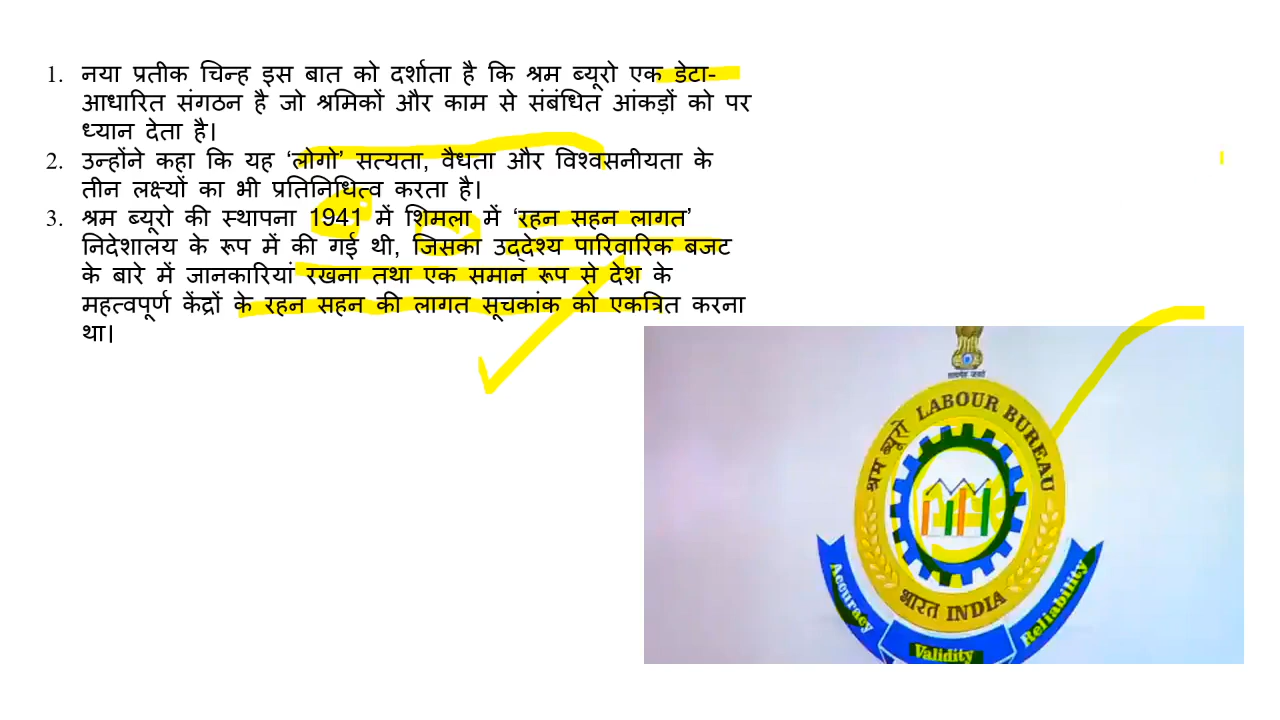 1. नया प्रतीक चिन्ह इस बात को दर्शाता है कि श्रम ब्यूरो एक डेटा-
आधारित संगठन है जो श्रमिकों और काम से संबंधित आंकड़ों को पर
ध्यान देता है।
2. उन्होंने कहा कि यह ‘लोगो’ सत्यता, वैधता और विश्वसनीयता के
तीन लक्ष्यों का भी प्रतिनिधित्व करता है।
3. श्रम ब्यूरो की स्थापना 1941 में शिमला में ‘रहन सहन लागत’
निदेशालय के रूप में की गई थी, जिसका उद्देश्य पारिवारिक बजट
के बारे में जानकारियां रखना तथा एक समान रूप से देश के
महत्वपूर्ण केंद्रों के रहन सहन की लागत सूचकांक को एकत्रित करना
था।
सत्यमेव जयते
श्रम ब्यूरो LABOUR BUREAU
भारत INDIA
Accuracy
Validity
Reliability